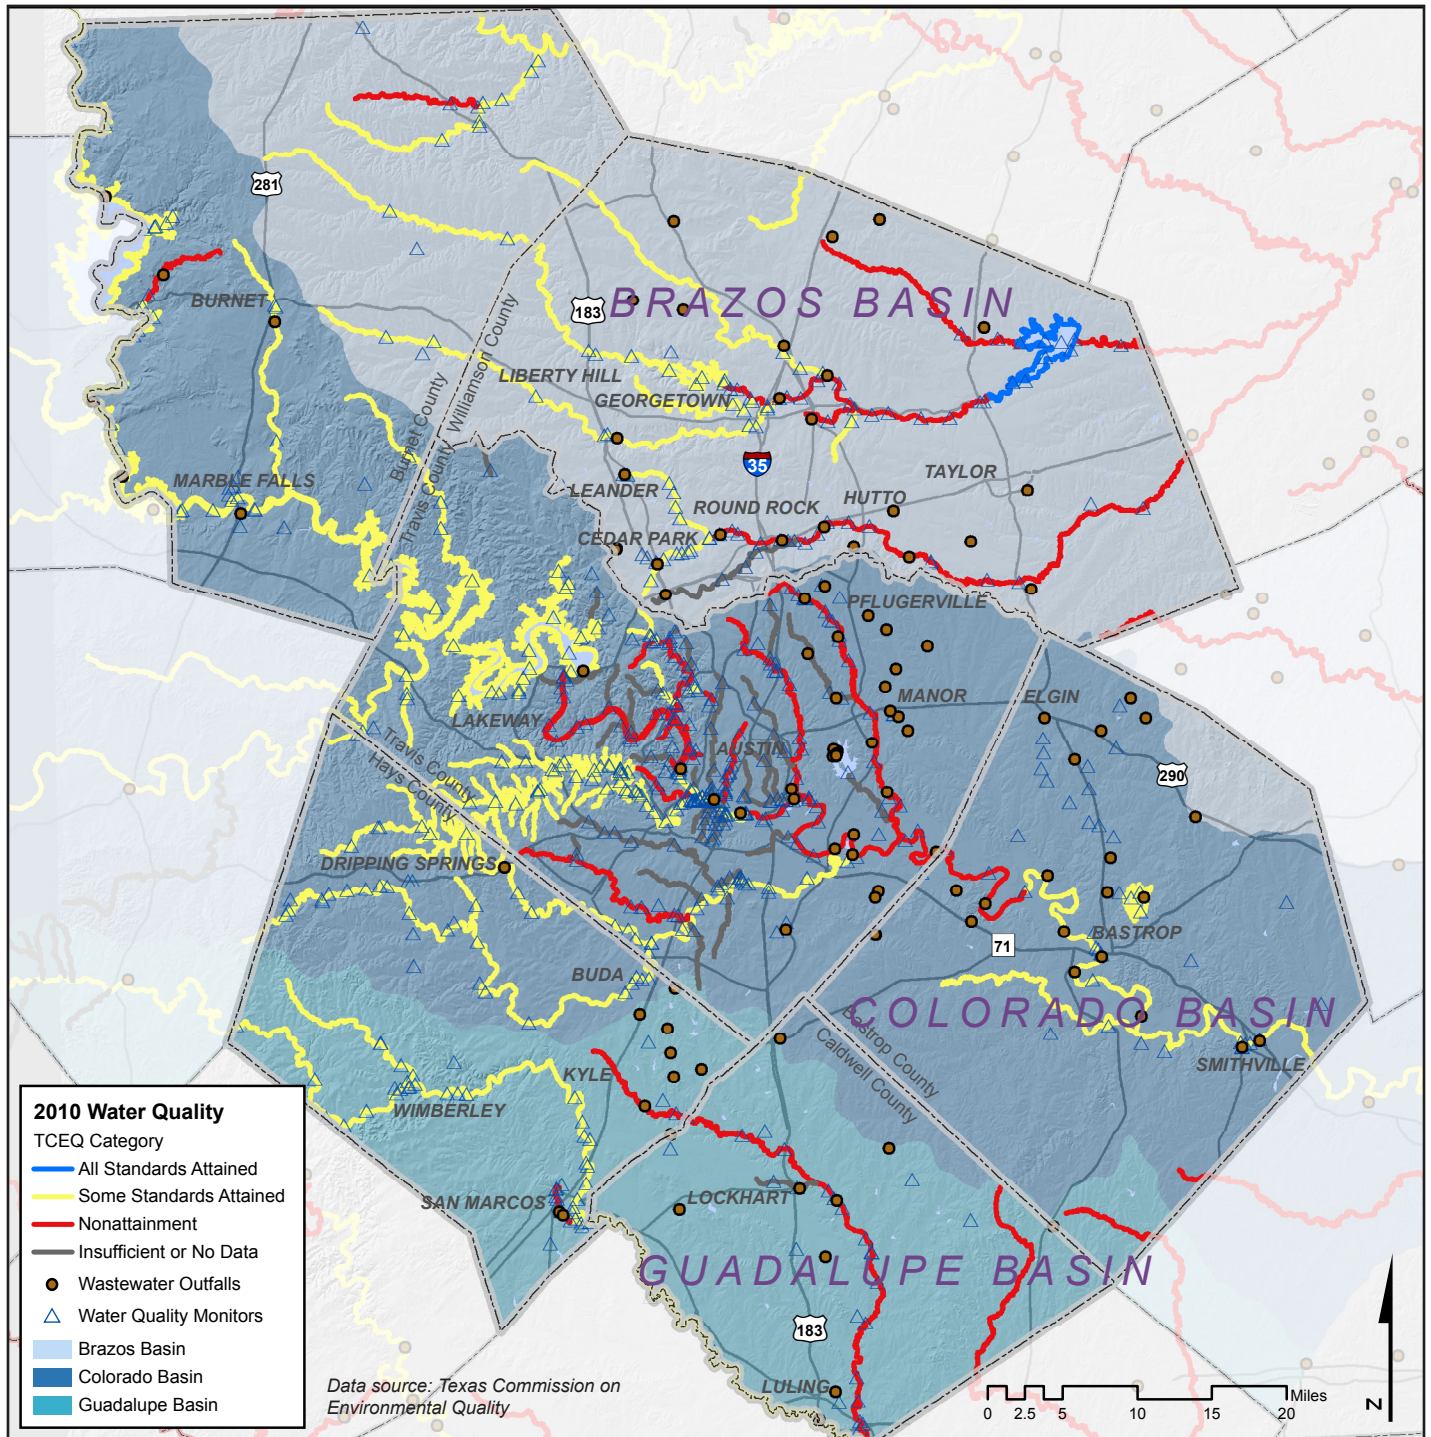 281
BURNET
183
BRAZOS BASIN
Burnet County
Williamson County
LIBERTY HILL
GEORGETOWN
MARBLE FALLS
Travis County
35
LEANDER
TAYLOR
HUTTO
ROUND ROCK
CEDAR PARK
PFLUGERVILLE
MANOR
ELGIN
LAKEWAY
AUSTIN
Travis County
Hays County
290
DRIPPING SPRINGS
BASTROP
71
BUDA
COLORADO BASIN
Bastrop County
Caldwell County
SMITHVILLE
KYLE
WIMBERLEY
SAN MARCOS
LOCKHART
GUADALUPE BASIN
183
LULING
2010 Water Quality
TCEQ Category
All Standards Attained
Some Standards Attained
Nonattainment
Insufficient or No Data
Wastewater Outfalls
Water Quality Monitors
Brazos Basin
Colorado Basin
Guadalupe Basin
Data source: Texas Commission on
Environmental Quality
Miles
0 2.5 5 10 15 20
N